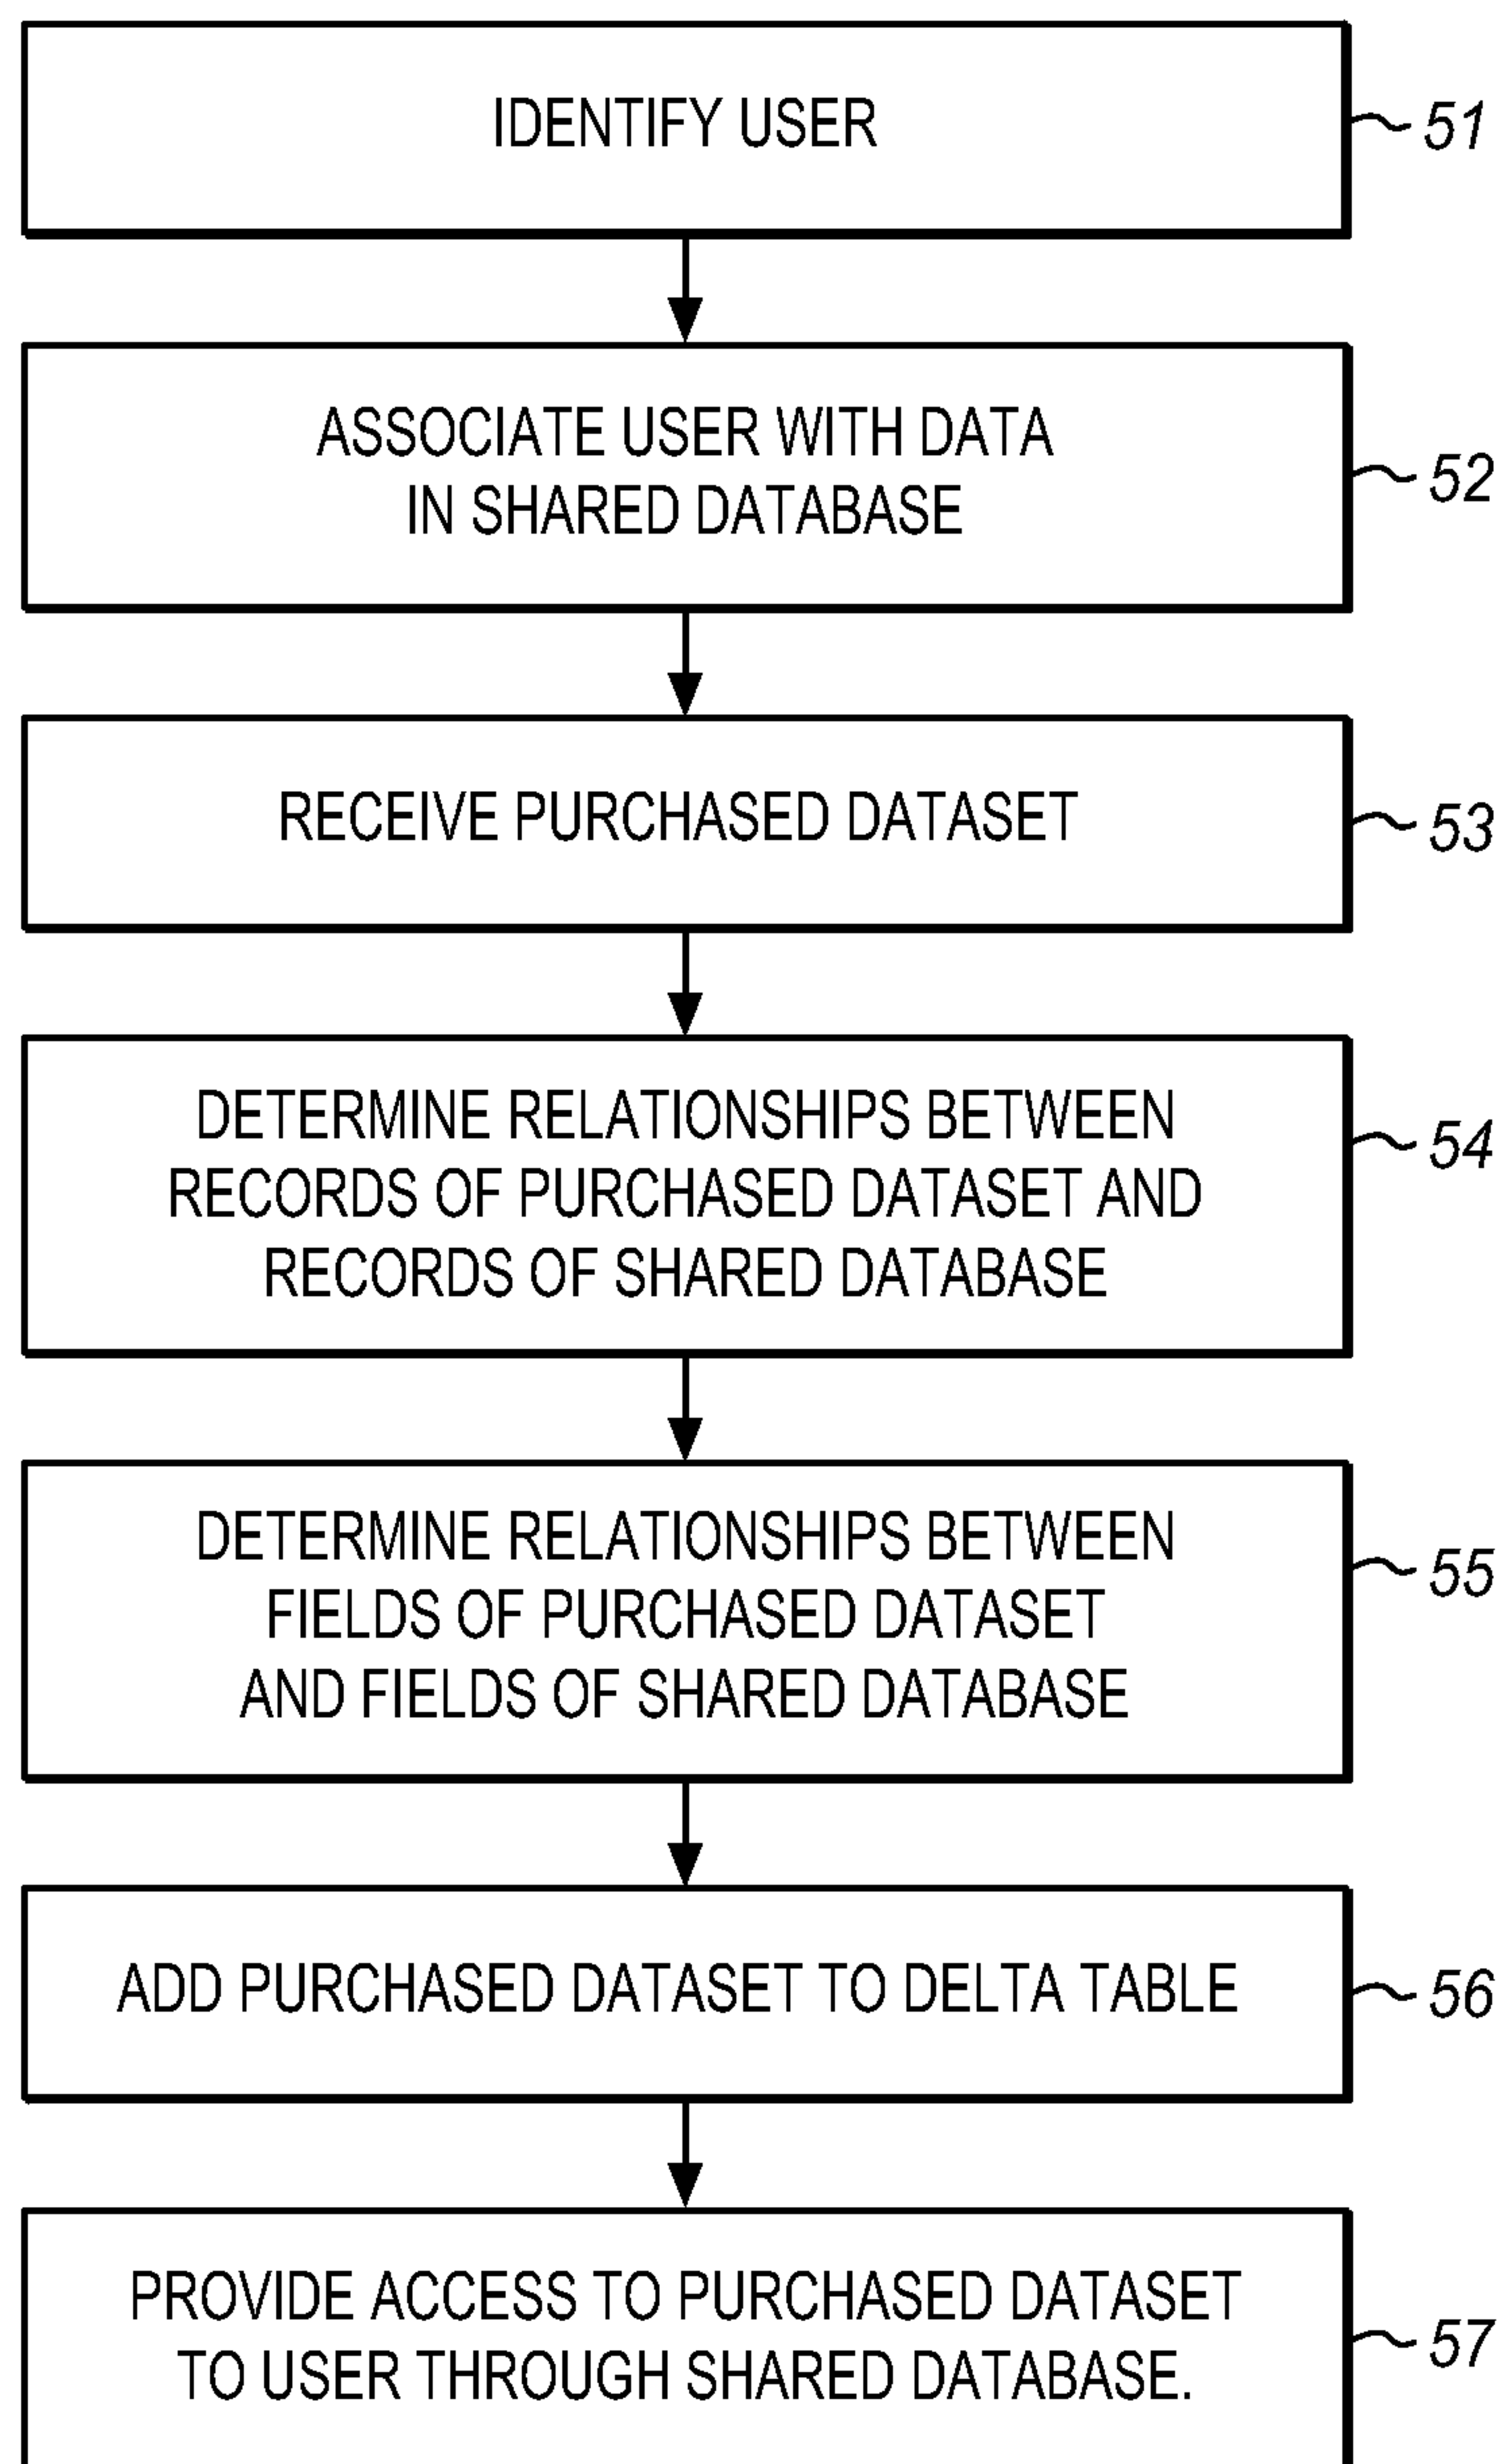 IDENTIFY USER
51
ASSOCIATE USER WITH DATA
IN SHARED DATABASE
52
RECEIVE PURCHASED DATASET
53
DETERMINE RELATIONSHIPS BETWEEN
RECORDS OF PURCHASED DATASET AND
RECORDS OF SHARED DATABASE
54
DETERMINE RELATIONSHIPS BETWEEN
FIELDS OF PURCHASED DATASET
AND FIELDS OF SHARED DATABASE
55
ADD PURCHASED DATASET TO DELTA TABLE
56
PROVIDE ACCESS TO PURCHASED DATASET
TO USER THROUGH SHARED DATABASE.
57